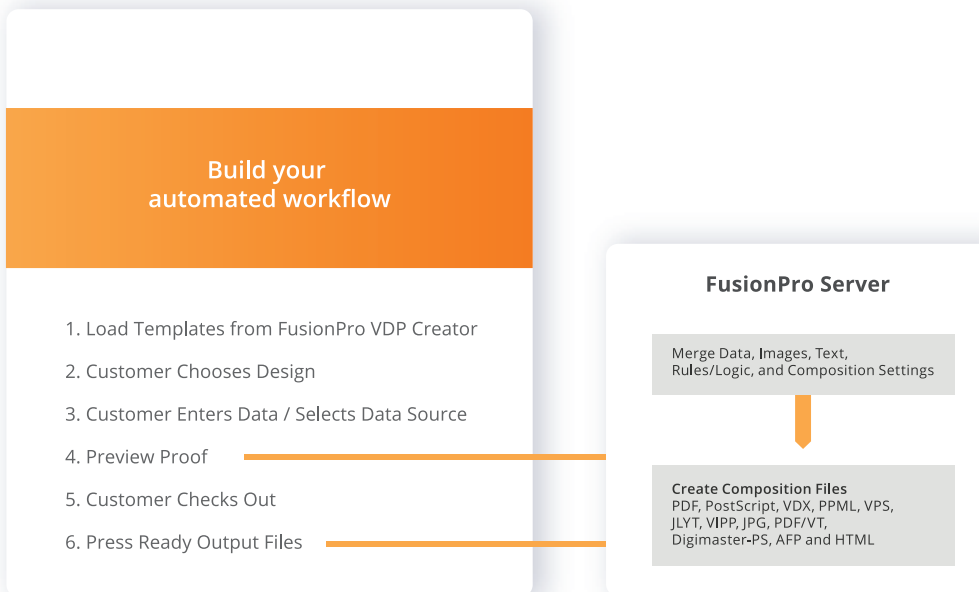 Build your
automated workflow
1. Load Templates from FusionPro VDP Creator
2. Customer Chooses Design
3. Customer Enters Data / Selects Data Source
4. Preview Proof
5. Customer Checks Out
6. Press Ready Output Files
FusionPro Server
Merge Data, Images, Text,
Rules/Logic, and Composition Settings
Create Composition Files
PDF, PostScript, VDX, PPML, VPS,
JLYT, VIPP, JPG, PDF/VT,
Digimaster-PS, AFP and HTML